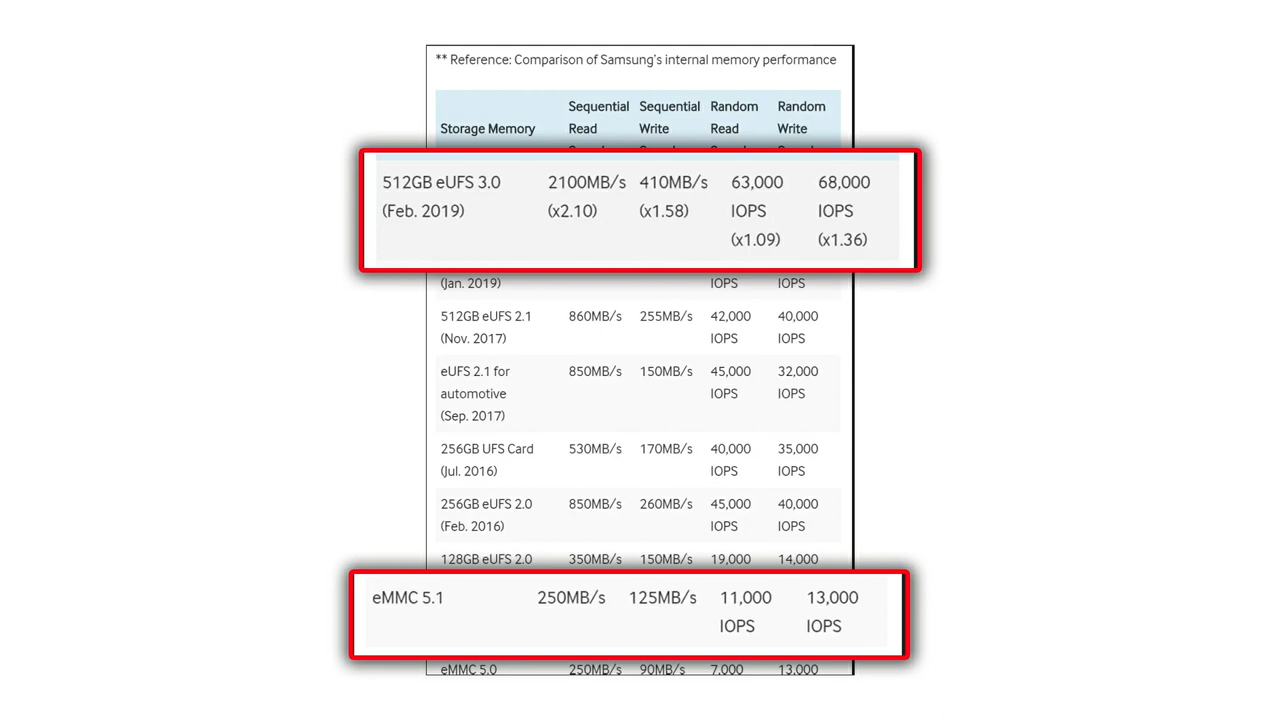 ** Reference: Comparison of Samsung's internal memory performance
Sequential Sequential Random Random
Storage Memory Read Write Read Write
512GB eUFS 3.0 2100MB/s 410MB/s 63,000 68,000
(Feb. 2019) (x2.10) (x1.58) IOPS IOPS
(x1.09) (x1.36)
(Jan. 2019) IOPS IOPS
512GB eUFS 2.1 860MB/s 255MB/s 42,000 40,000
(Nov. 2017) IOPS IOPS
eUFS 2.1 for 850MB/s 150MB/s 45,000 32,000
automotive IOPS IOPS
(Sep. 2017)
256GB UFS Card 530MB/s 170MB/s 40,000 35,000
(Jul. 2016) IOPS IOPS
256GB eUFS 2.0 850MB/s 260MB/s 45,000 40,000
(Feb. 2016) IOPS IOPS
128GB eUFS 2.0 350MB/s 150MB/s 19,000 14,000
eMMC 5.1 250MB/s 125MB/s 11,000 13,000
IOPS IOPS
eMMC 5.0 250MB/s 90MB/s 7,000 13,000